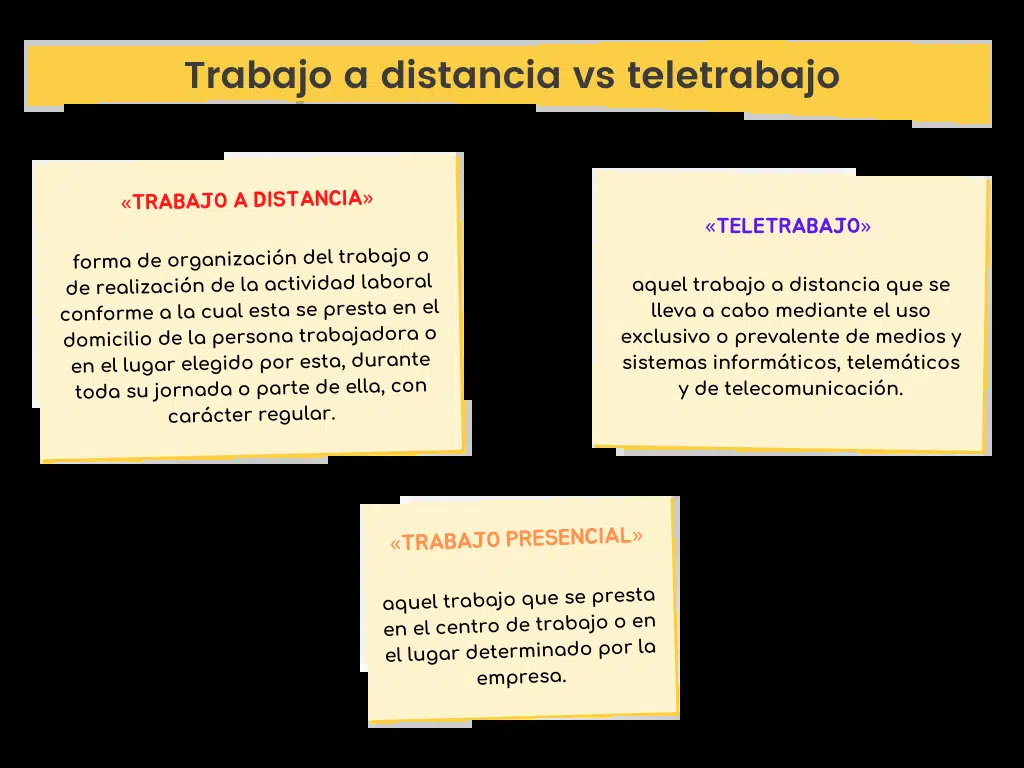 Trabajo a distancia vs teletrabajo
«TRABAJO A DISTANCIA»
forma de organización del trabajo o
de realización de la actividad laboral
conforme a la cual esta se presta en el
domicilio de la persona trabajadora o
en el lugar elegido por esta, durante
toda su jornada o parte de ella, con
carácter regular.
«TELETRABAJO»
aquel trabajo a distancia que se
lleva a cabo mediante el uso
exclusivo o prevalente de medios y
sistemas informáticos, telemáticos
y de telecomunicación.
«TRABAJO PRESENCIAL»
aquel trabajo que se presta
en el centro de trabajo o en
el lugar determinado por la
empresa.